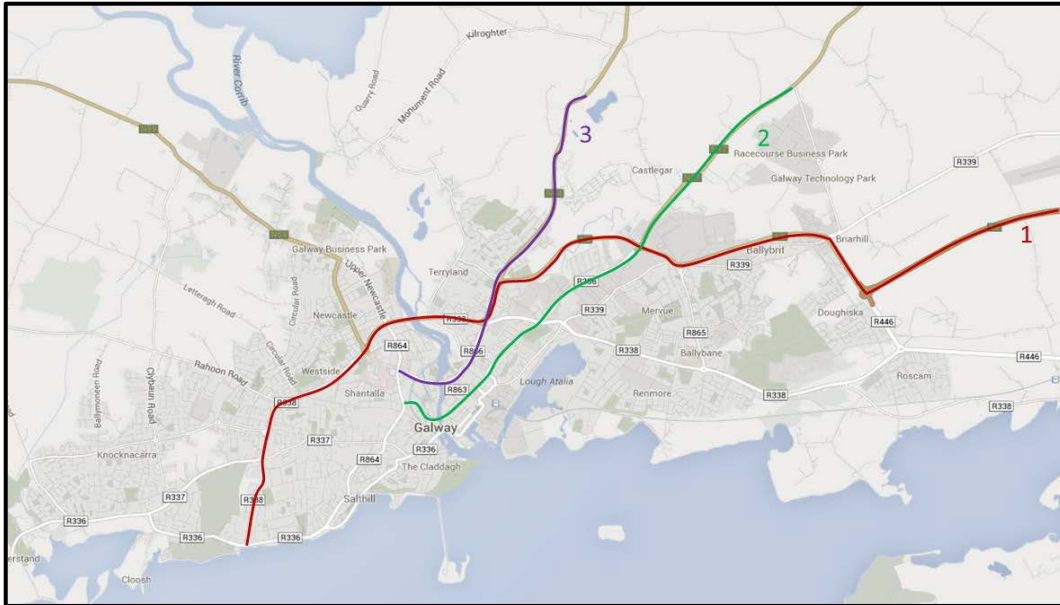 Kilroghter
River Corrib
Quarry Road
Monument Road
3
2
Racecourse Business Park
Castlegar
Galway Technology Park
R339
1
Galway Business Park
Upper Newcastle
Terryland
Ballybrit
Briarhill
R339
Letteragh Road
Circular Road
Newcastle
R336
R339
Mervue
R865
Doughiska
R446
R338
R864
R866
R338
Ballybane
R446
Ballymoneen Road
Clybaun Road
Rahoon Road
Circular Road
Westside
Shantalla
R863
Lough Atalia
Renmore
R338
Roscam
R338
R338
Galway
Knocknacarra
R337
R864
R336
The Claddagh
R337
R338
Salthill
R336
R336
R336
erstand
Cloosh